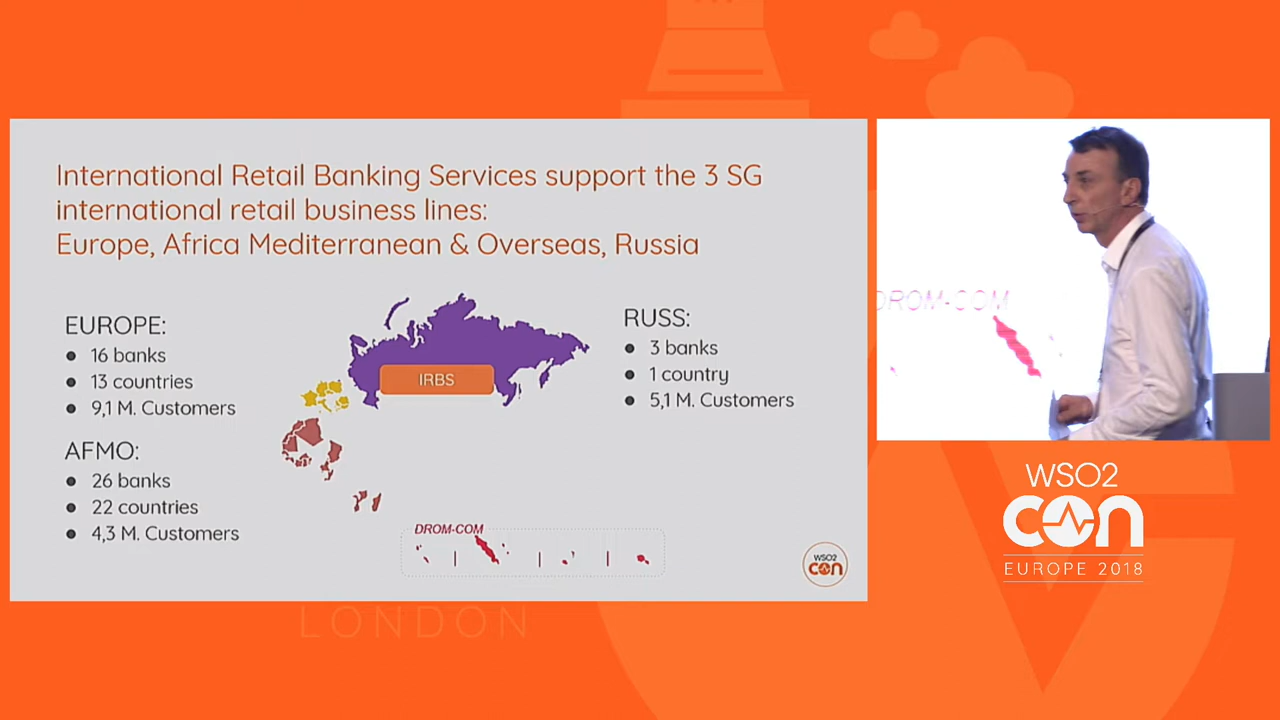 International Retail Banking Services support the 3 SG
international retail business lines:
Europe, Africa Mediterranean & Overseas, Russia
EUROPE:
16 banks
13 countries
9,1 M. Customers
AFMO:
26 banks
22 countries
4,3 M. Customers
IRBS
RUSS:
3 banks
1 country
5,1 M. Customers
DROM-COM
WSO2
CON
DROM-COM
WSO2
CON
EUROPE 2018
LONDON